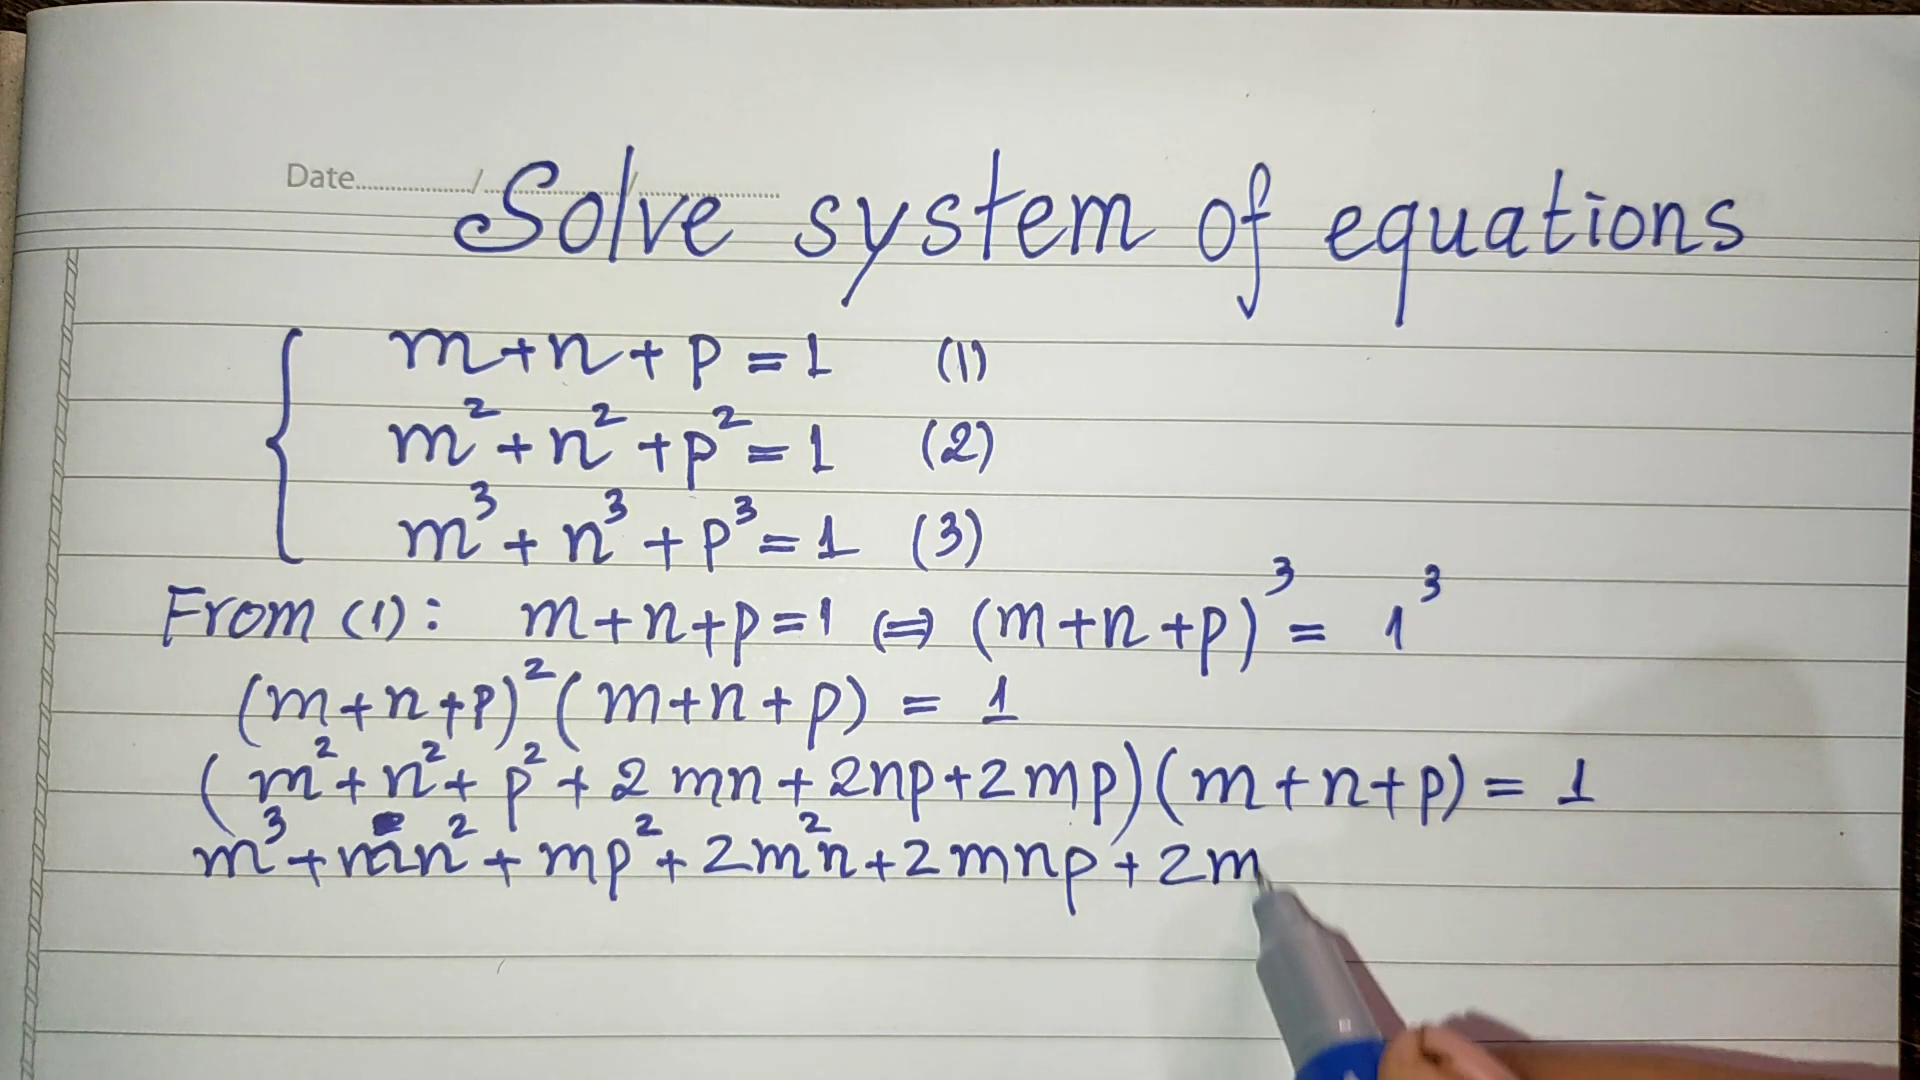 Date
Solve system of equations
m+n+p=1 (1)
m²+n²+p²=1 (2)
m³+n³+p³=1 (3)
From (1): m+n+p=1 ⇔ (m+n+p)³= 1³
(m+n+p)²(m+n+p) = 1
(m²+n²+p²+2mn+2np+2mp)(m+n+p)= 1
m³+mn²+mp²+2m²n+2mnp+2m